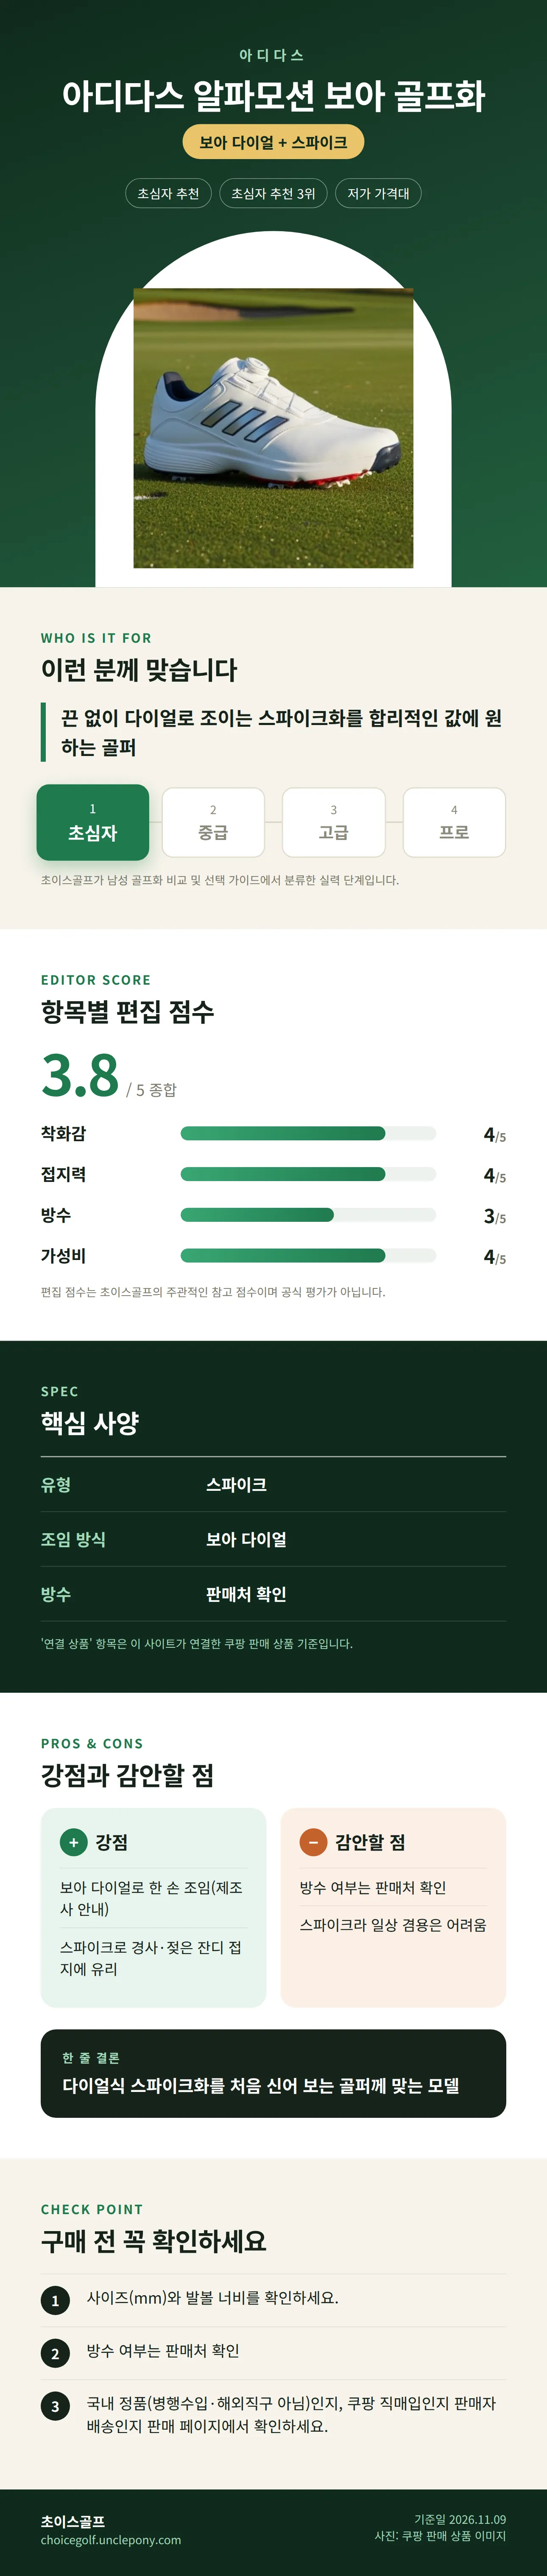 아디다스
아디다스 알파모션 보아 골프화
보아 다이얼 + 스파이크
초심자 추천
초심자 추천 3위
저가 가격대
WHO IS IT FOR
이런 분께 맞습니다
끈 없이 다이얼로 조이는 스파이크화를 합리적인 값에 원
하는 골퍼
1
초심자
2
중급
3
고급
4
프로
초이스골프가 남성 골프화 비교 및 선택 가이드에서 분류한 실력 단계입니다.
EDITOR SCORE
항목별 편집 점수
3.8 / 5 종합
착화감 4/5
접지력 4/5
방수 3/5
가성비 4/5
편집 점수는 초이스골프의 주관적인 참고 점수이며 공식 평가가 아닙니다.
SPEC
핵심 사양
유형 스파이크
조임 방식 보아 다이얼
방수 판매처 확인
'연결 상품' 항목은 이 사이트가 연결한 쿠팡 판매 상품 기준입니다.
PROS & CONS
강점과 감안할 점
+ 강점
보아 다이얼로 한 손 조임(제조
사 안내)
스파이크로 경사·젖은 잔디 접
지에 유리
− 감안할 점
방수 여부는 판매처 확인
스파이크라 일상 겸용은 어려움
한 줄 결론
다이얼식 스파이크화를 처음 신어 보는 골퍼께 맞는 모델
CHECK POINT
구매 전 꼭 확인하세요
1 사이즈(mm)와 발볼 너비를 확인하세요.
2 방수 여부는 판매처 확인
3 국내 정품(병행수입·해외직구 아님)인지, 쿠팡 직매입인지 판매자
배송인지 판매 페이지에서 확인하세요.
초이스골프
choicegolf.unclepony.com
기준일 2026.11.09
사진: 쿠팡 판매 상품 이미지